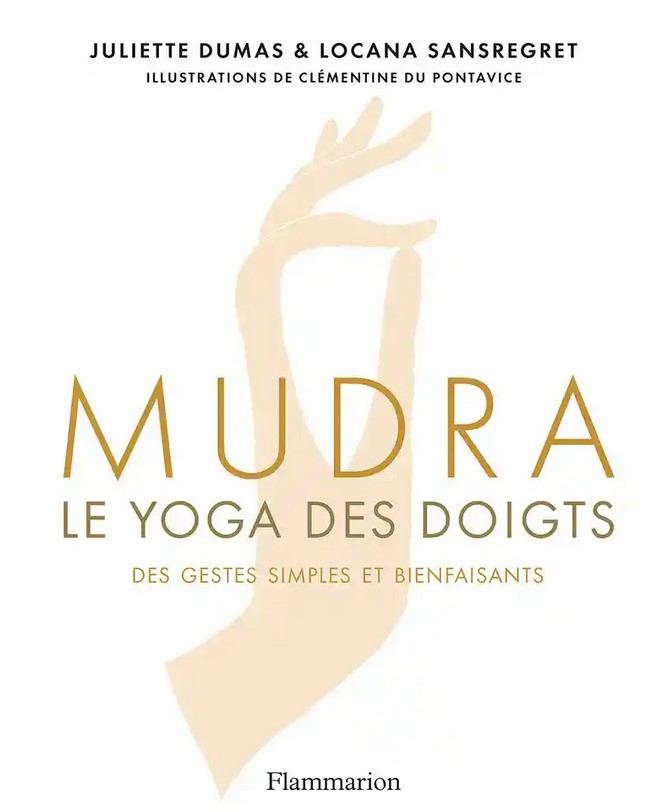 JULIETTE DUMAS & LOCANA SANSREGRET
ILLUSTRATIONS DE CLÉMENTINE DU PONTAVICE
MUDRA
LE YOGA DES DOIGTS
DES GESTES SIMPLES ET BIENFAISANTS
Flammarion